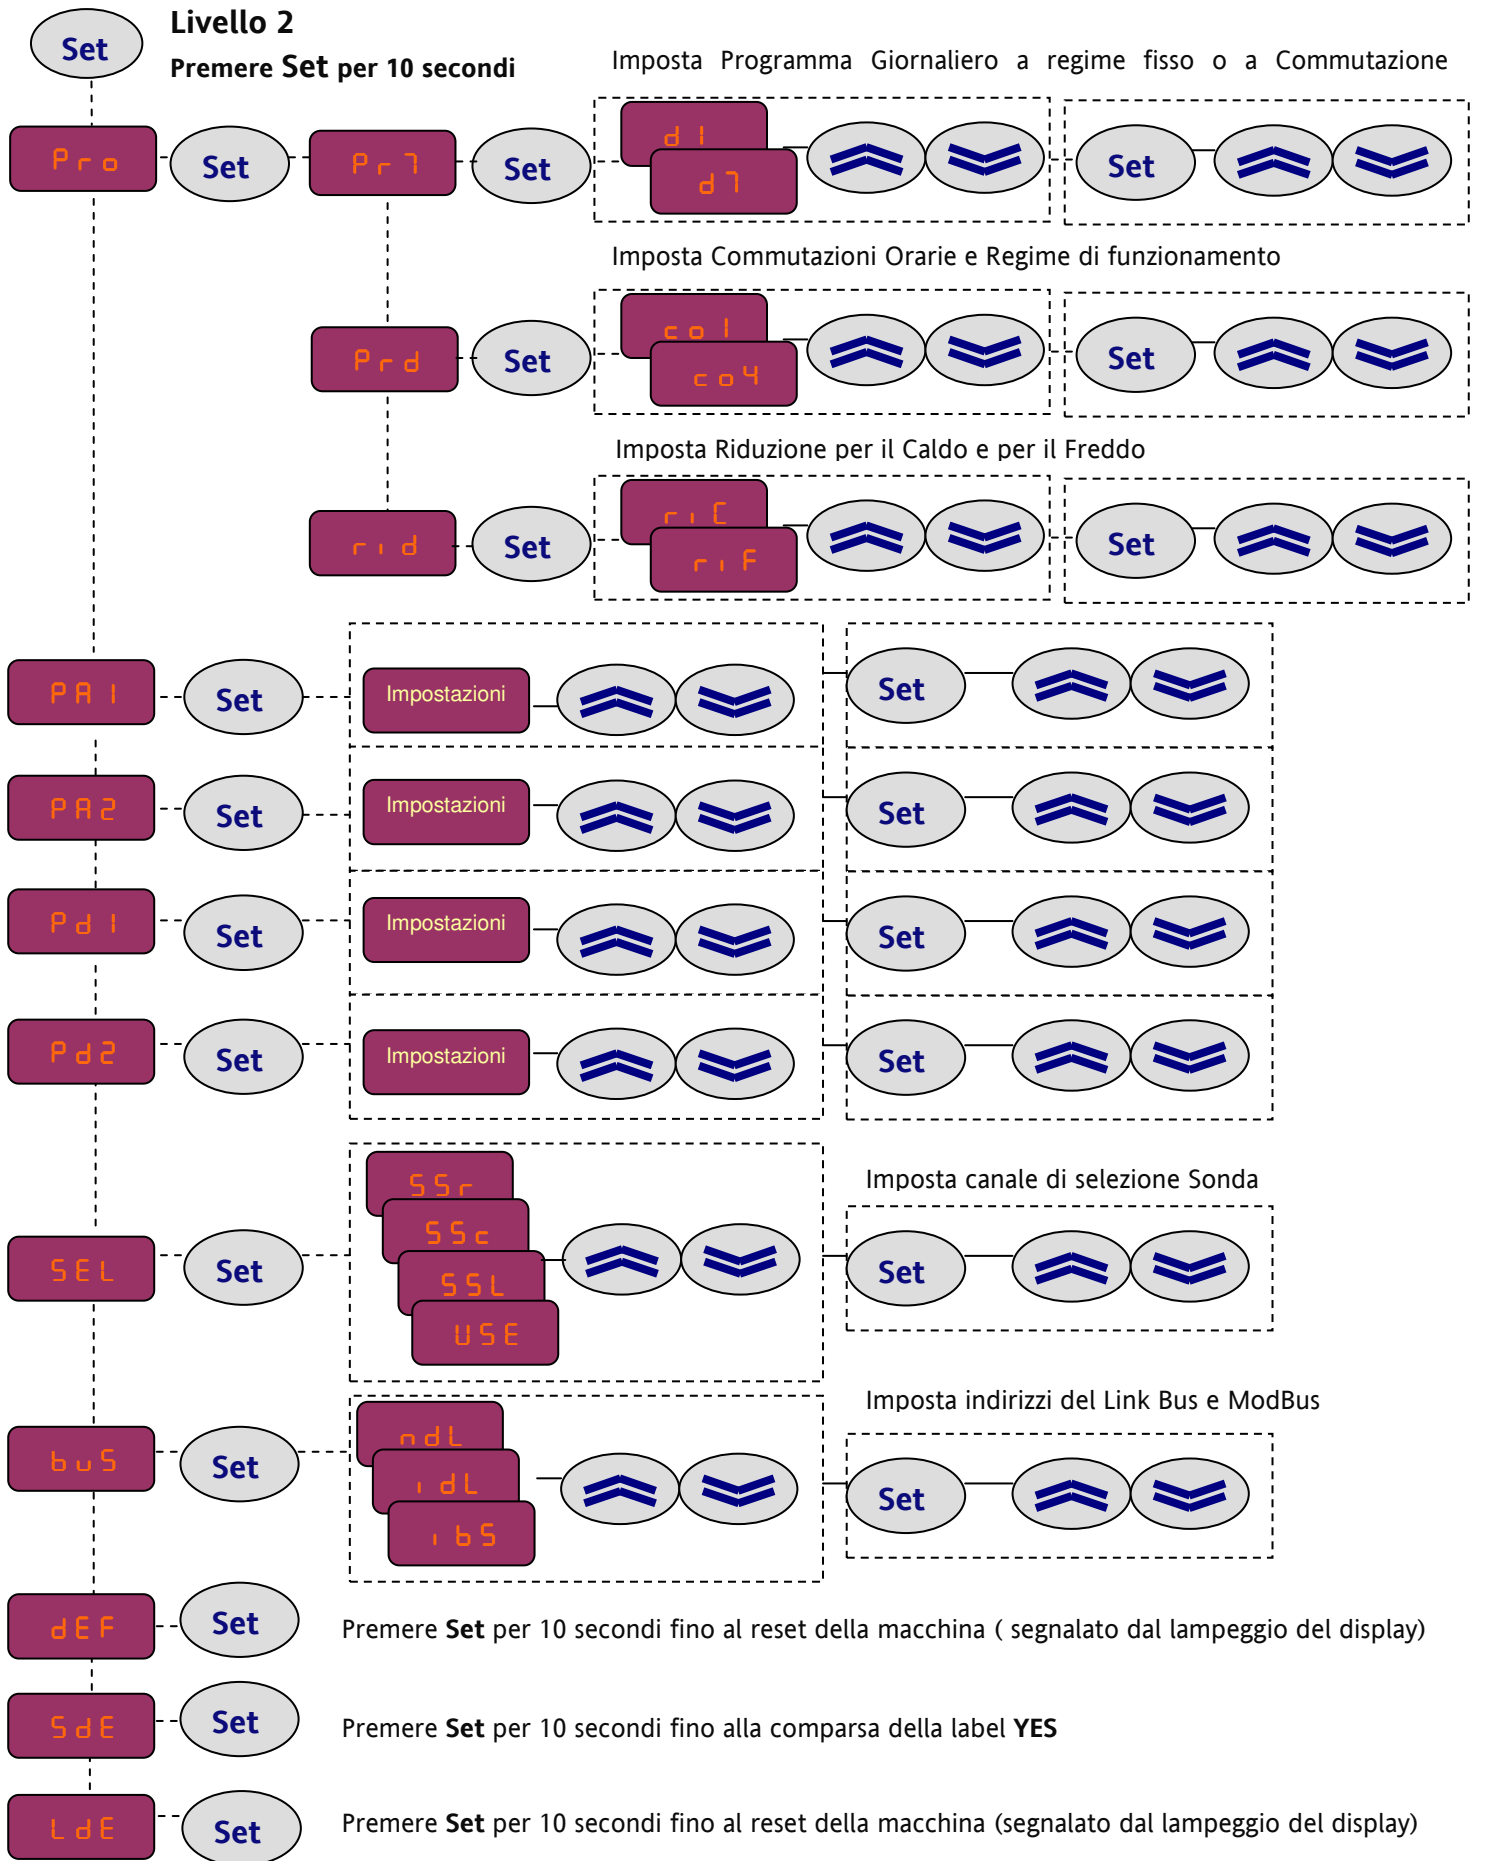 Livello 2
Set
Premere Set per 10 secondi
Imposta Programma Giornaliero a regime fisso o a Commutazione
Pro Set Pr7 Set d1 Set
d7
Imposta Commutazioni Orarie e Regime di funzionamento
Prd Set co1 Set
co4
Imposta Riduzione per il Caldo e per il Freddo
rid Set riC Set
riF
PA1 Set Impostazioni Set
PA2 Set Impostazioni Set
Pd1 Set Impostazioni Set
Pd2 Set Impostazioni Set
Imposta canale di selezione Sonda
SEL Set SSr Set
SSc
SSL
USE
Imposta indirizzi del Link Bus e ModBus
buS Set ndL Set
idL
ibS
dEF Set Premere Set per 10 secondi fino al reset della macchina ( segnalato dal lampeggio del display)
SdE Set Premere Set per 10 secondi fino alla comparsa della label YES
LdE Set Premere Set per 10 secondi fino al reset della macchina (segnalato dal lampeggio del display)